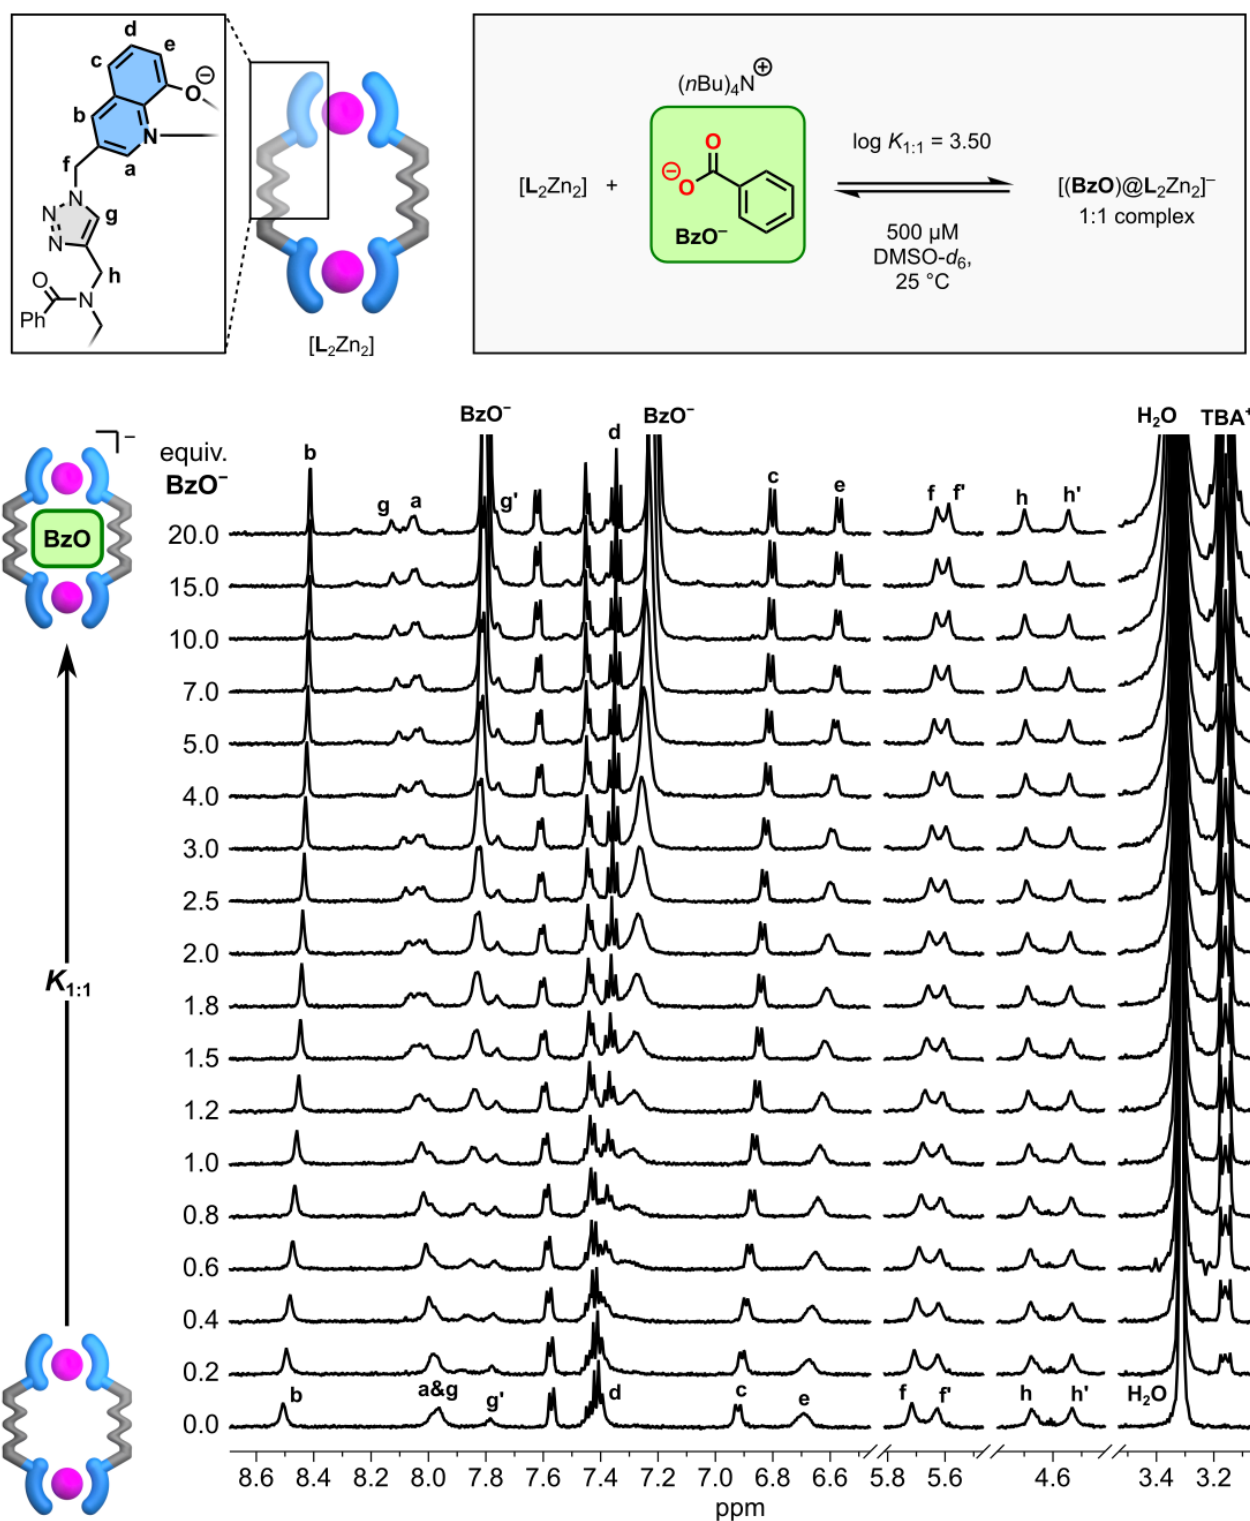 d
e
c
b
a
f
g
h
O⊖
N
N
N
N
O
N
Ph
[L₂Zn₂]
(nBu)₄N⊕
[L₂Zn₂] +
O
⊖O
BzO⁻
log K₁:₁ = 3.50
500 µM
DMSO-d₆,
25 °C
[(BzO)@L₂Zn₂]⁻
1:1 complex
BzO⁻
BzO⁻
H₂O
TBA⁺
equiv.
BzO⁻
b
g
a
g'
d
c
e
f
f'
h
h'
⁻
BzO
20.0
15.0
10.0
7.0
5.0
4.0
3.0
2.5
2.0
1.8
1.5
1.2
1.0
0.8
0.6
0.4
0.2
0.0
K₁:₁
b
a&g
g'
d
c
e
f
f'
h
h'
H₂O
8.6 8.4 8.2 8.0 7.8 7.6 7.4 7.2 7.0 6.8 6.6 5.8 5.6 4.6 3.4 3.2
ppm